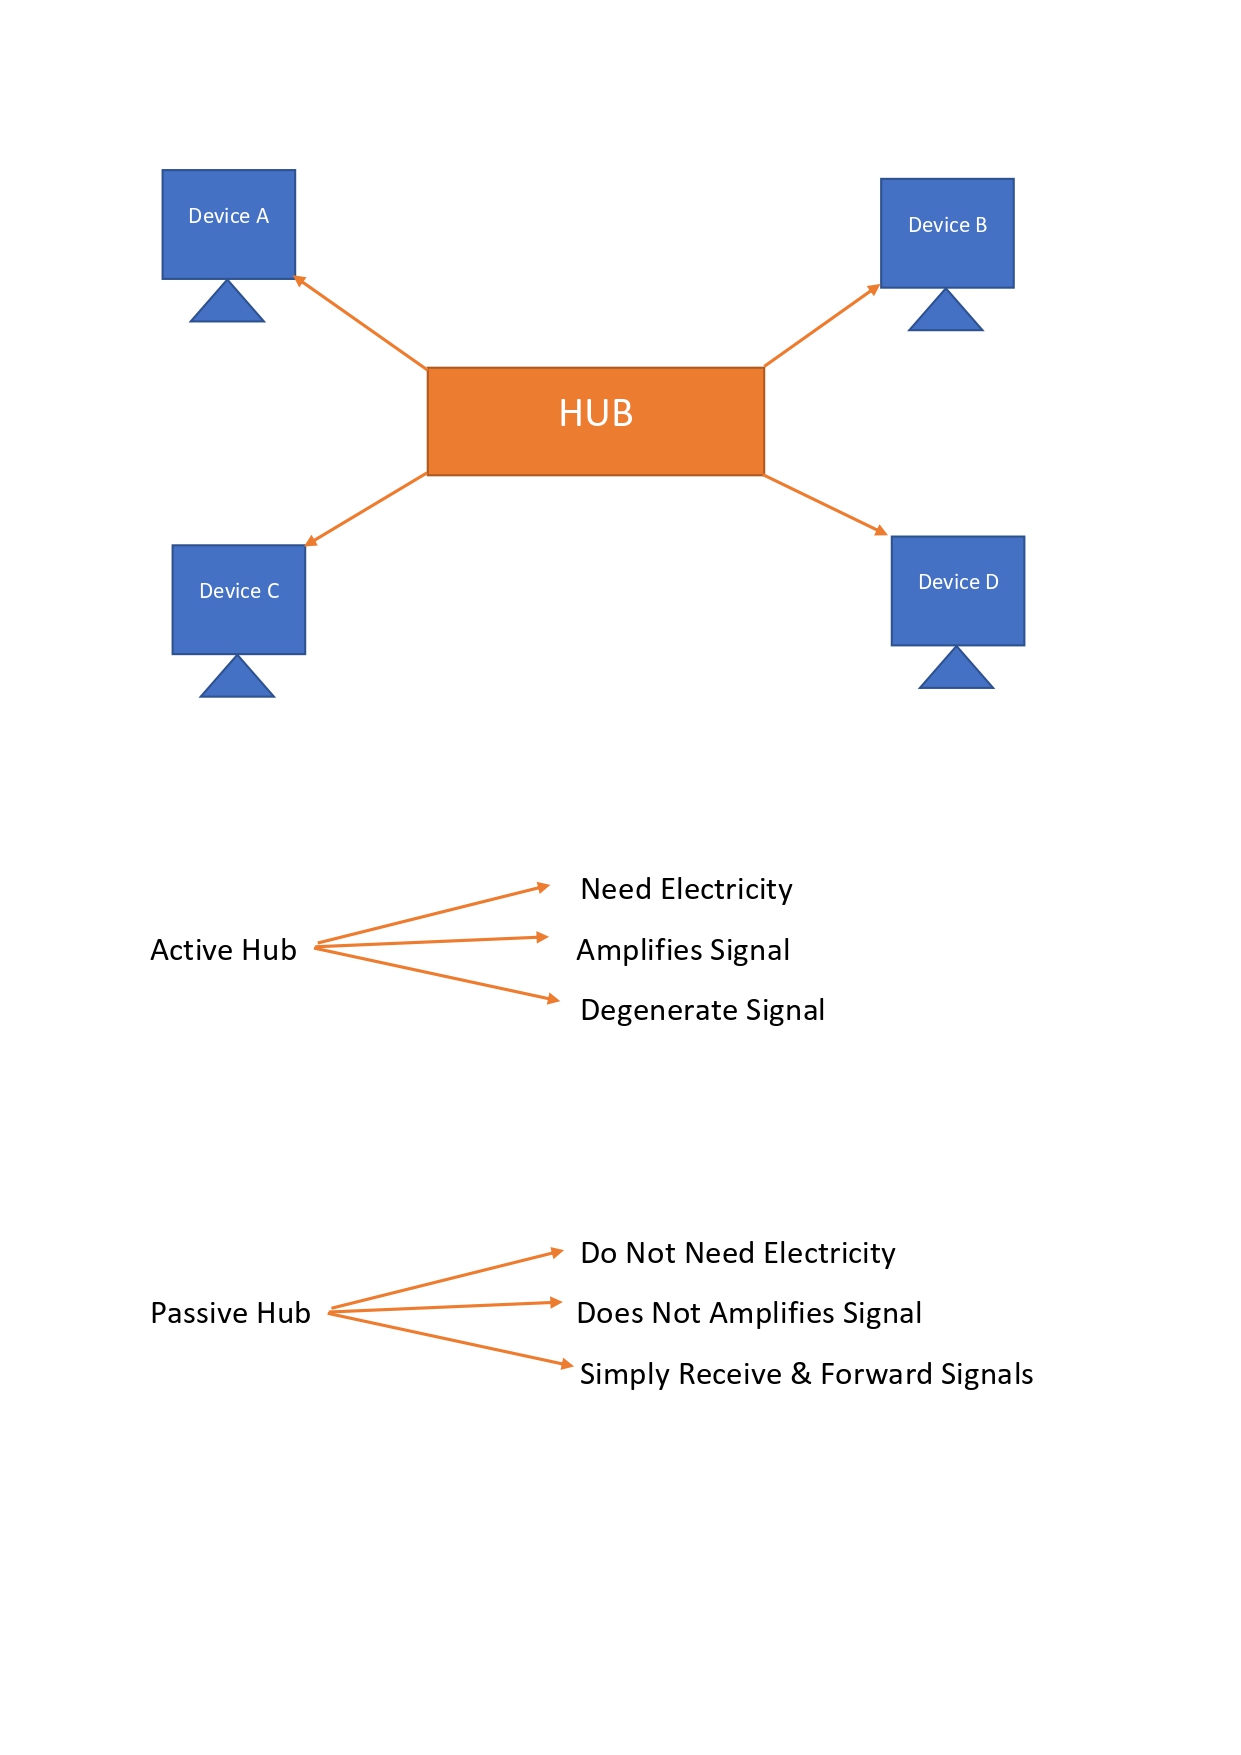 Device A
Device B
HUB
Device C
Device D
Need Electricity
Active Hub
Amplifies Signal
Degenerate Signal
Do Not Need Electricity
Passive Hub
Does Not Amplifies Signal
Simply Receive & Forward Signals